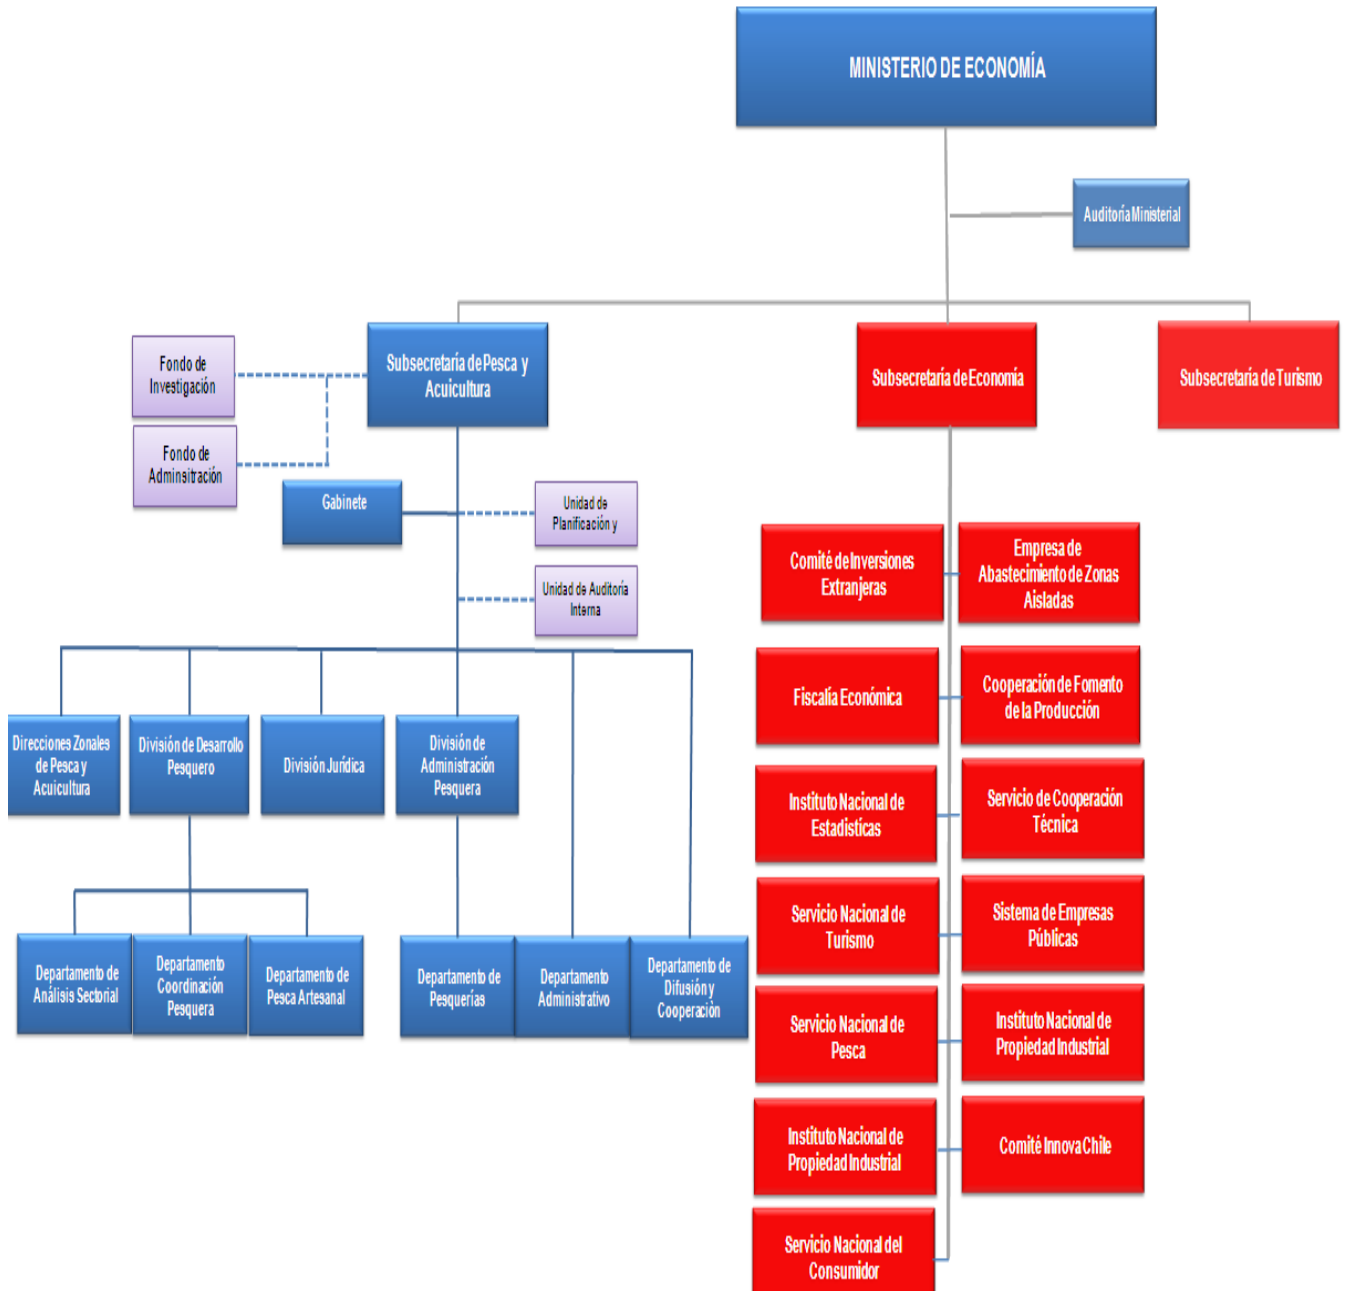 MINISTERIO DE ECONOMÍA
Auditoría Ministerial
Subsecretaría de Pesca y
Acuicultura
Subsecretaría de Economía
Subsecretaría de Turismo
Fondo de
Investigación
Fondo de
Adminsitración
Gabinete
Unidad de
Planificación y
Unidad de Auditoría
Interna
Direcciones Zonales
de Pesca y
Acuicultura
División de Desarrollo
Pesquero
División Jurídica
División de
Administración
Pesquera
Departamento de
Análisis Sectorial
Departamento
Coordinación
Pesquera
Departamento de
Pesca Artesanal
Departamento de
Pesquerías
Departamento
Administrativo
Departamento de
Difusión y
Cooperación
Comité de Inversiones
Extranjeras
Empresa de
Abastecimiento de Zonas
Aisladas
Fiscalía Económica
Cooperación de Fomento
de la Producción
Instituto Nacional de
Estadistícas
Servicio de Cooperación
Técnica
Servicio Nacional de
Turismo
Sistema de Empresas
Públicas
Servicio Nacional de
Pesca
Instituto Nacional de
Propiedad Industrial
Instituto Nacional de
Propiedad Industrial
Comité Innova Chile
Servicio Nacional del
Consumidor